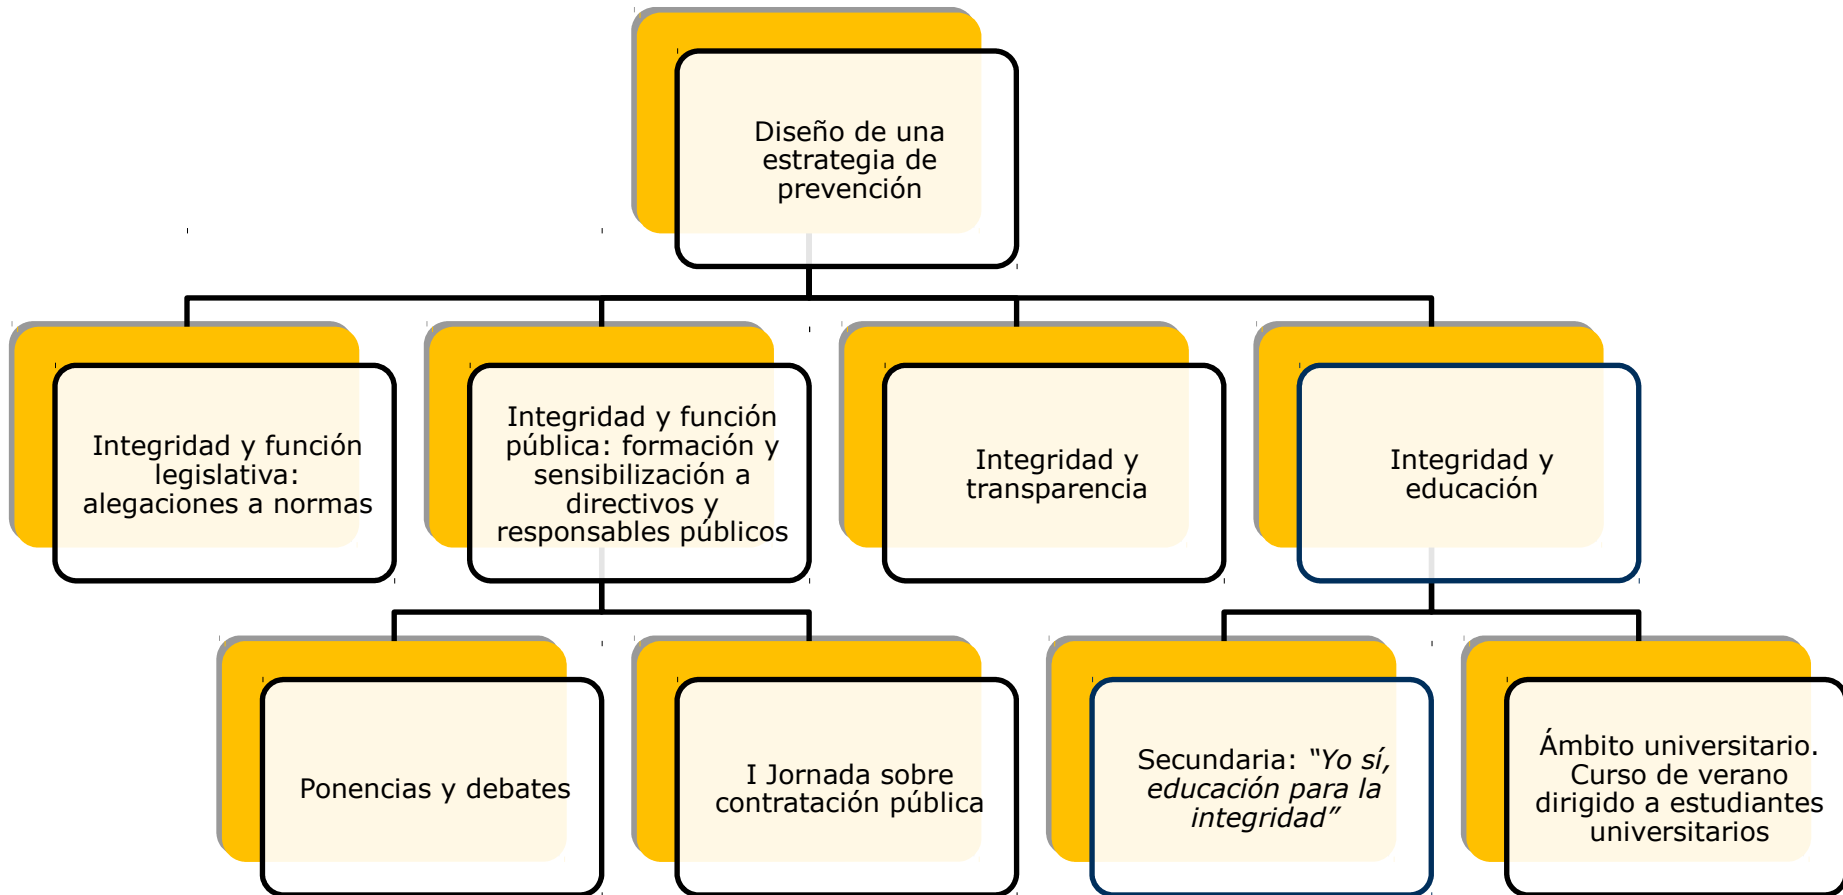 Diseño de una
estrategia de
prevención
Integridad y función
legislativa:
alegaciones a normas
Integridad y función
pública: formación y
sensibilización a
directivos y
responsables públicos
Integridad y
transparencia
Integridad y
educación
Ponencias y debates
I Jornada sobre
contratación pública
Secundaria: “Yo sí,
educación para la
integridad”
Ámbito universitario.
Curso de verano
dirigido a estudiantes
universitarios